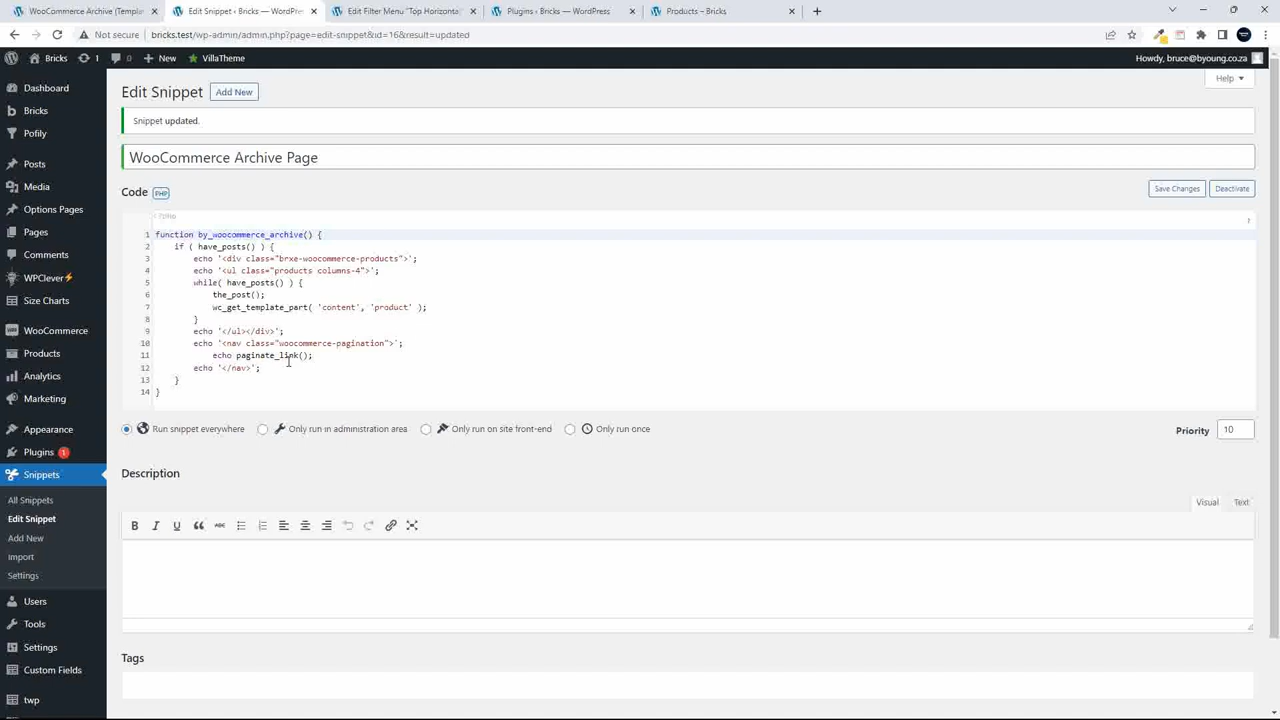 WooCommerce Archive (Templat
Edit Snippet ‹ Bricks — WordPre
Edit Filter Menu "Top Horizonta
Plugins ‹ Bricks — WordPress
Products – Bricks
Not secure
bricks.test/wp-admin/admin.php?page=edit-snippet&id=16&result=updated
Bricks
1
0
New
VillaTheme
Howdy, bruce@byoung.co.za
Help
Dashboard
Bricks
Pofily
Posts
Media
Options Pages
Pages
Comments
WPClever⚡
Size Charts
WooCommerce
Products
Analytics
Marketing
Appearance
Plugins 1
Snippets
All Snippets
Edit Snippet
Add New
Import
Settings
Users
Tools
Settings
Custom Fields
twp
Edit Snippet
Add New
Snippet updated.
WooCommerce Archive Page
Code PHP
Save Changes
Deactivate
<?php
1 function by_woocommerce_archive() {
2 if ( have_posts() ) {
3 echo '<div class="brxe-woocommerce-products">';
4 echo '<ul class="products columns-4">';
5 while( have_posts() ) {
6 the_post();
7 wc_get_template_part( 'content', 'product' );
8 }
9 echo '</ul></div>';
10 echo '<nav class="woocommerce-pagination">';
11 echo paginate_link();
12 echo '</nav>';
13 }
14 }
Run snippet everywhere
Only run in administration area
Only run on site front-end
Only run once
Priority
10
Description
Visual
Text
B I U ABC
Tags